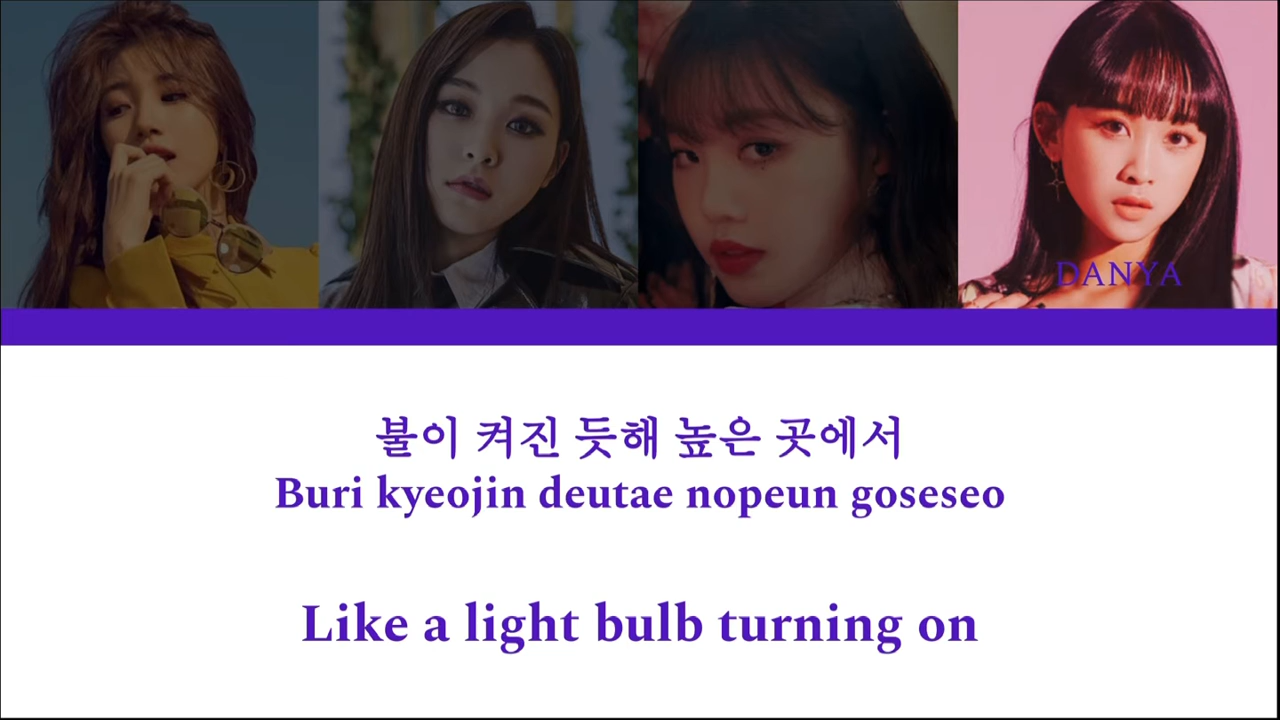 DANYA
불이 켜진 듯해 높은 곳에서
Buri kyeojin deutae nopeun goseseo
Like a light bulb turning on